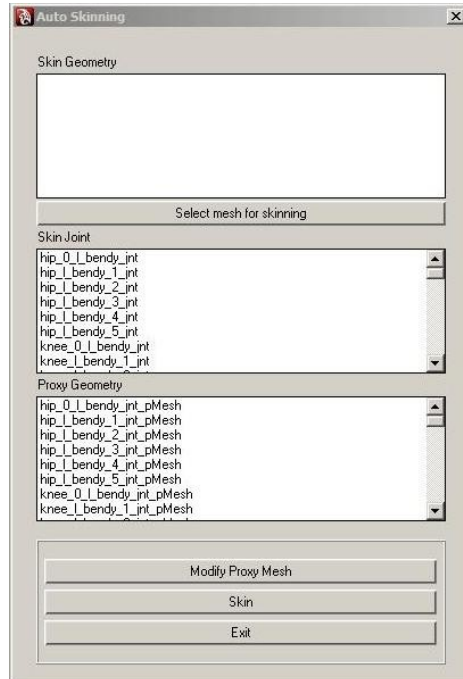 Auto Skinning
Skin Geometry
Select mesh for skinning
Skin Joint
hip_0_l_bendy_jnt
hip_l_bendy_1_jnt
hip_l_bendy_2_jnt
hip_l_bendy_3_jnt
hip_l_bendy_4_jnt
hip_l_bendy_5_jnt
knee_0_l_bendy_jnt
knee_l_bendy_1_jnt
Proxy Geometry
hip_0_l_bendy_jnt_pMesh
hip_l_bendy_1_jnt_pMesh
hip_l_bendy_2_jnt_pMesh
hip_l_bendy_3_jnt_pMesh
hip_l_bendy_4_jnt_pMesh
hip_l_bendy_5_jnt_pMesh
knee_0_l_bendy_jnt_pMesh
knee_l_bendy_1_jnt_pMesh
Modify Proxy Mesh
Skin
Exit